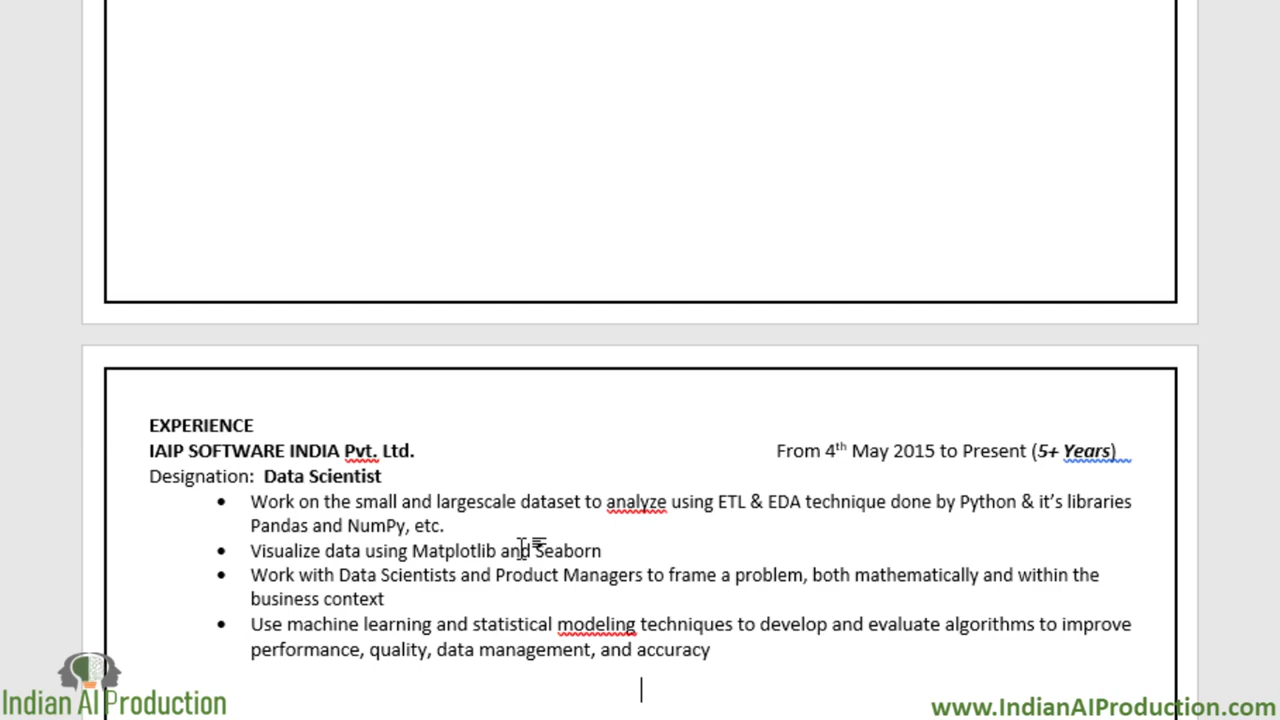 EXPERIENCE
IAIP SOFTWARE INDIA Pvt. Ltd. From 4th May 2015 to Present (5+ Years)
Designation: Data Scientist
• Work on the small and largescale dataset to analyze using ETL & EDA technique done by Python & it’s libraries
Pandas and NumPy, etc.
• Visualize data using Matplotlib and Seaborn
• Work with Data Scientists and Product Managers to frame a problem, both mathematically and within the
business context
• Use machine learning and statistical modeling techniques to develop and evaluate algorithms to improve
performance, quality, data management, and accuracy
Indian AI Production
www.IndianAIProduction.com